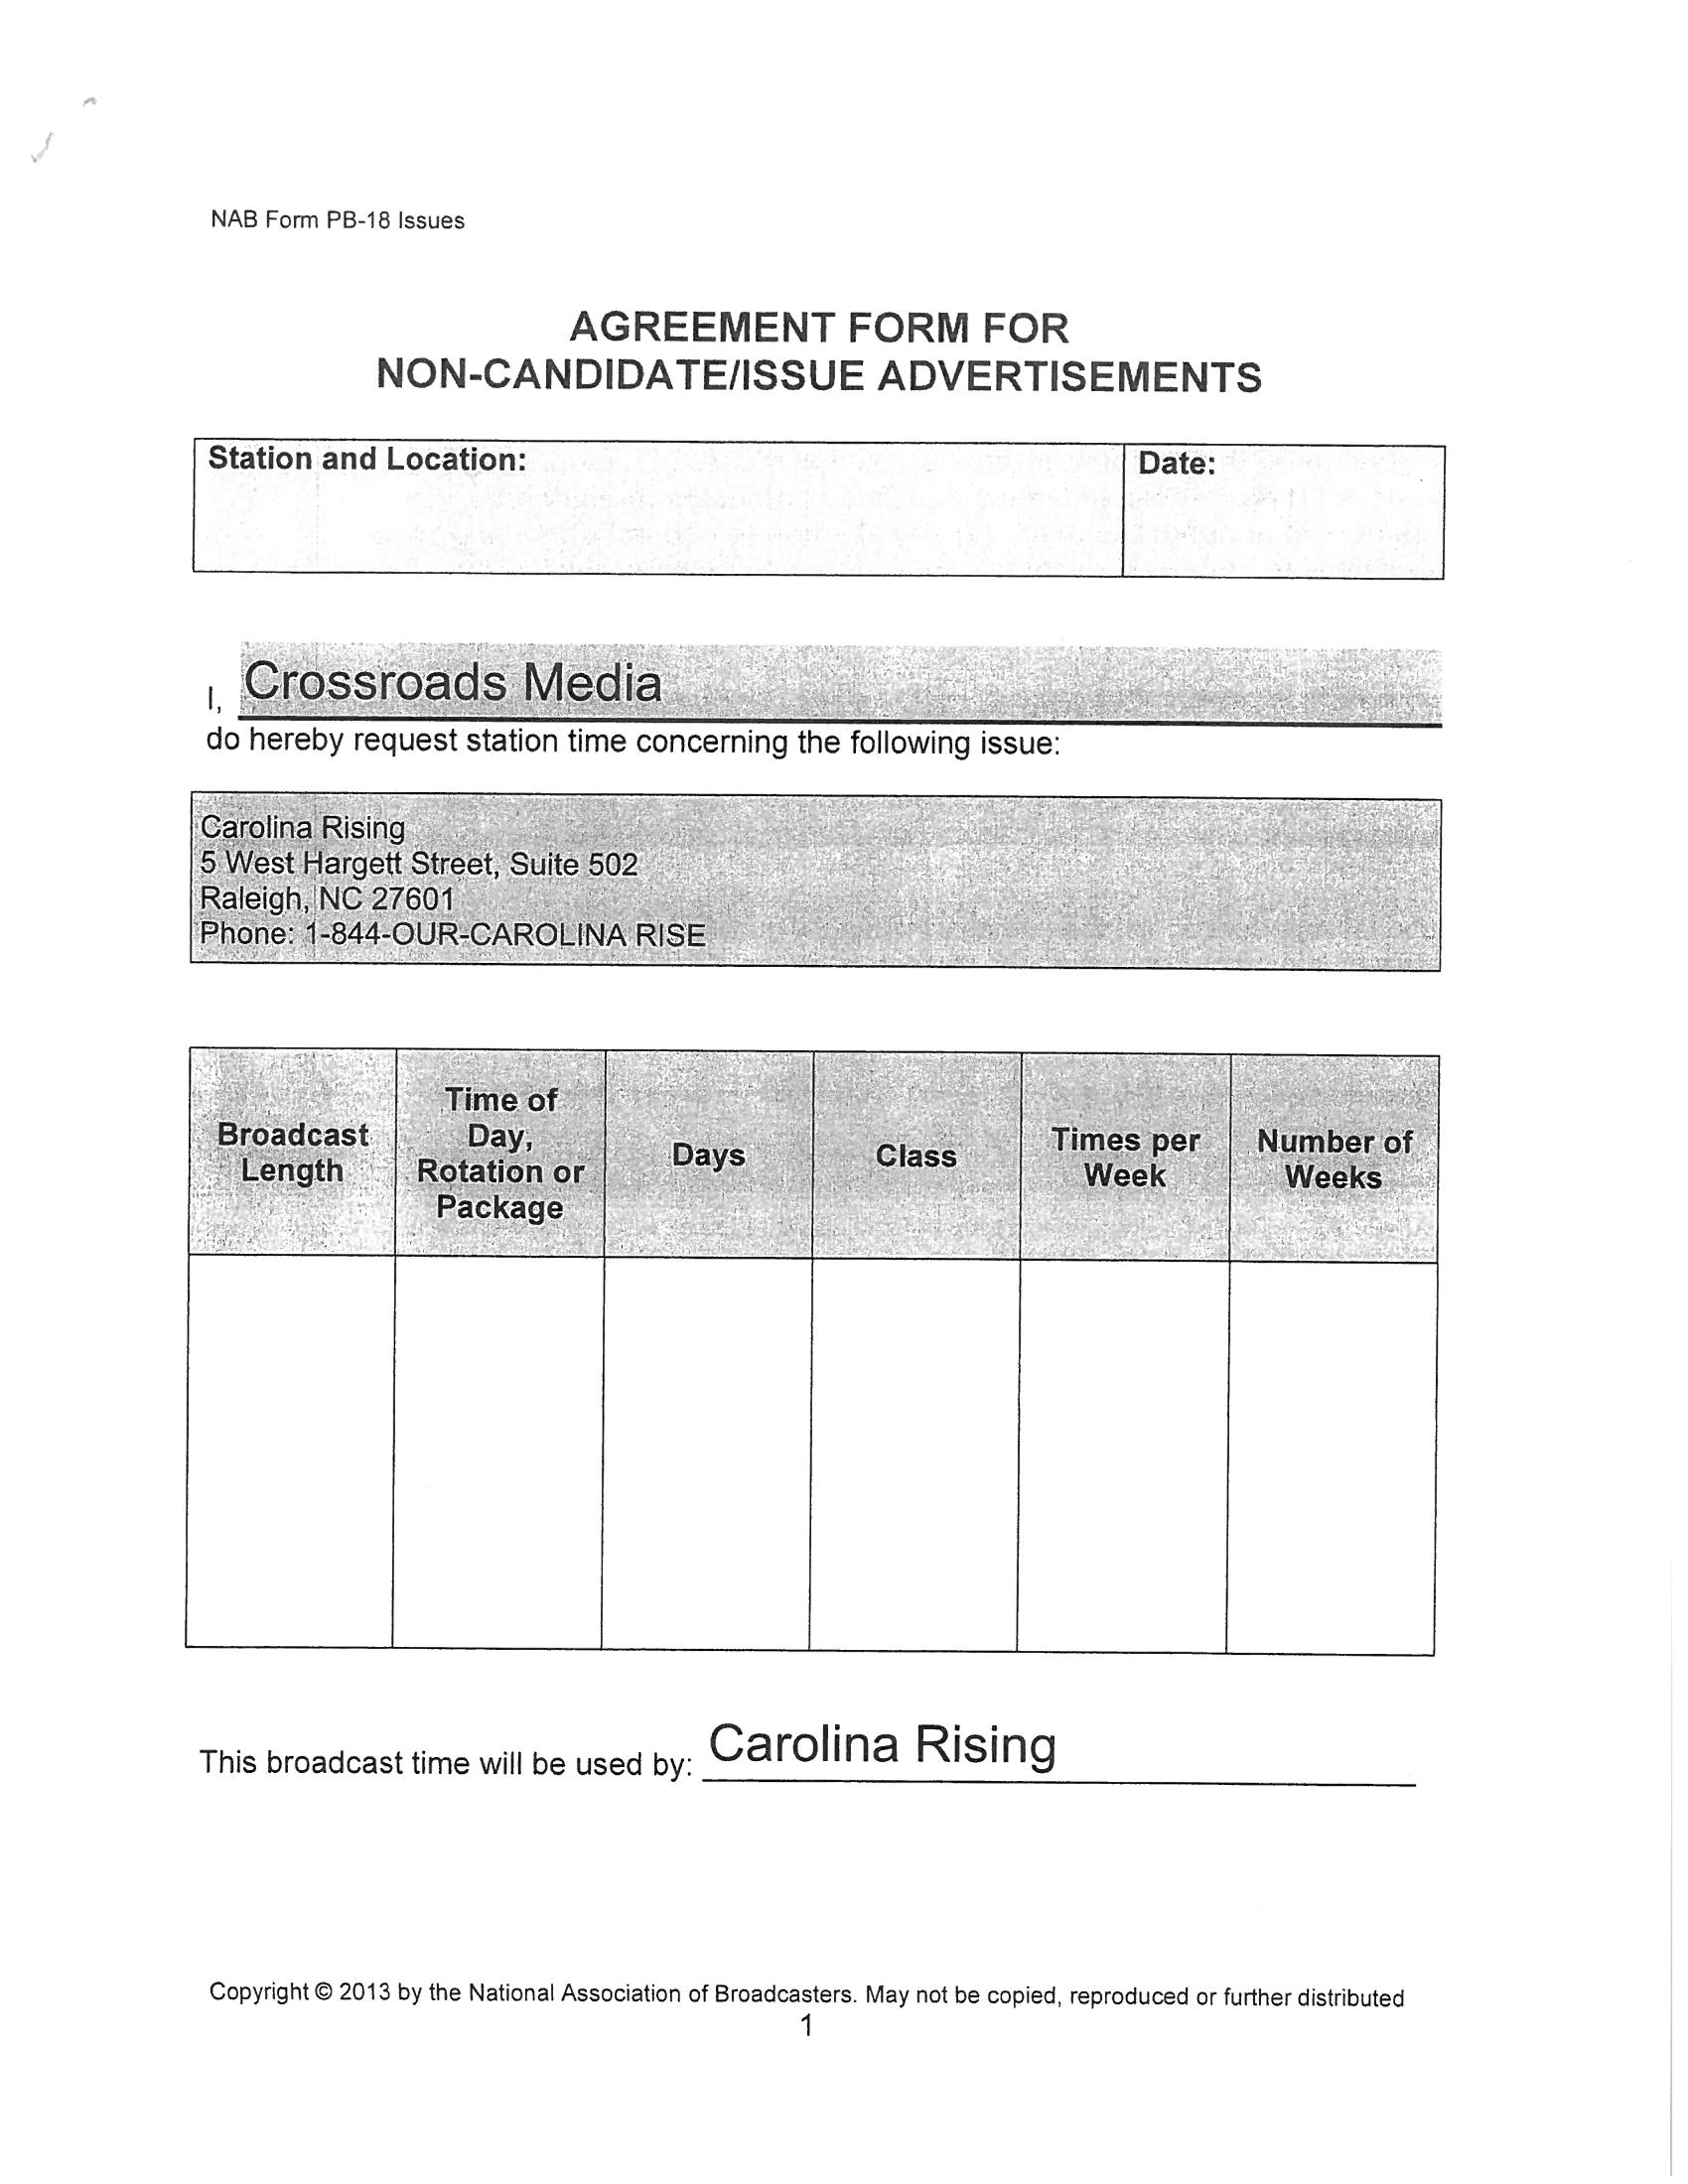 NAB Form PB-18 Issues
AGREEMENT FORM FOR
NON-CANDIDATE/ISSUE ADVERTISEMENTS
Station and Location:
Date:
I, Crossroads Media
do hereby request station time concerning the following issue:
Carolina Rising
5 West Hargett Street, Suite 502
Raleigh, NC 27601
Phone: 1-844-OUR-CAROLINA RISE
Broadcast
Length
Time of
Day,
Rotation or
Package
Days
Class
Times per
Week
Number of
Weeks
This broadcast time will be used by: Carolina Rising
Copyright © 2013 by the National Association of Broadcasters. May not be copied, reproduced or further distributed
1